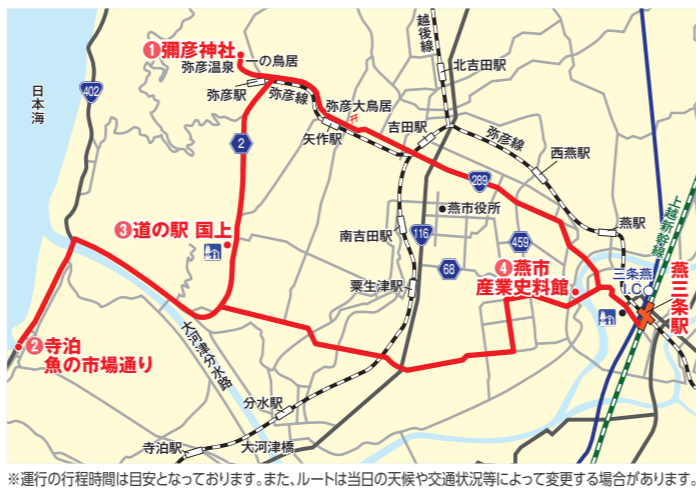 越後線
北吉田駅
❶彌彦神社
一の鳥居
弥彦温泉
日本海
402
弥彦駅
弥彦線
弥彦大鳥居
吉田駅
矢作駅
弥彦線
西燕駅
2
289
燕市役所
燕駅
上越新幹線
❸道の駅 国上
南吉田駅
116
459
68
❹燕市
産業史料館
三条燕
I.C
燕三条駅
粟生津駅
❷寺泊
魚の市場通り
大河津分水路
分水駅
寺泊駅
大河津橋
※運行の行程時間は目安となっております。また、ルートは当日の天候や交通状況等によって変更する場合があります。